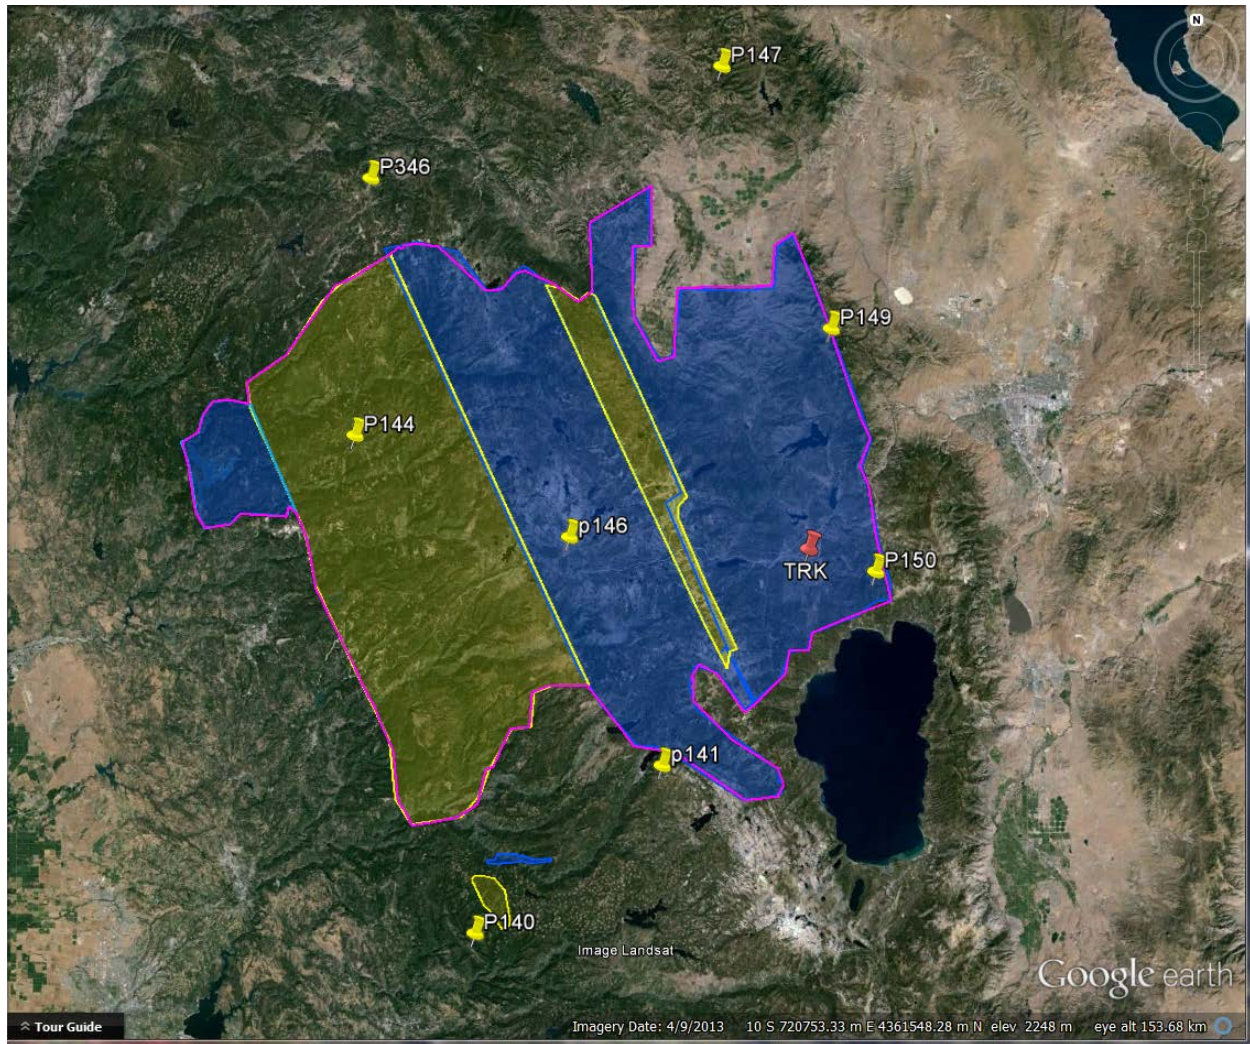 N
P147
P346
P149
P144
p146
TRK
P150
p141
P140
Image Landsat
Google earth
Tour Guide
Imagery Date: 4/9/2013 10 S 720753.33 m E 4361548.28 m N elev 2248 m eye alt 153.68 km